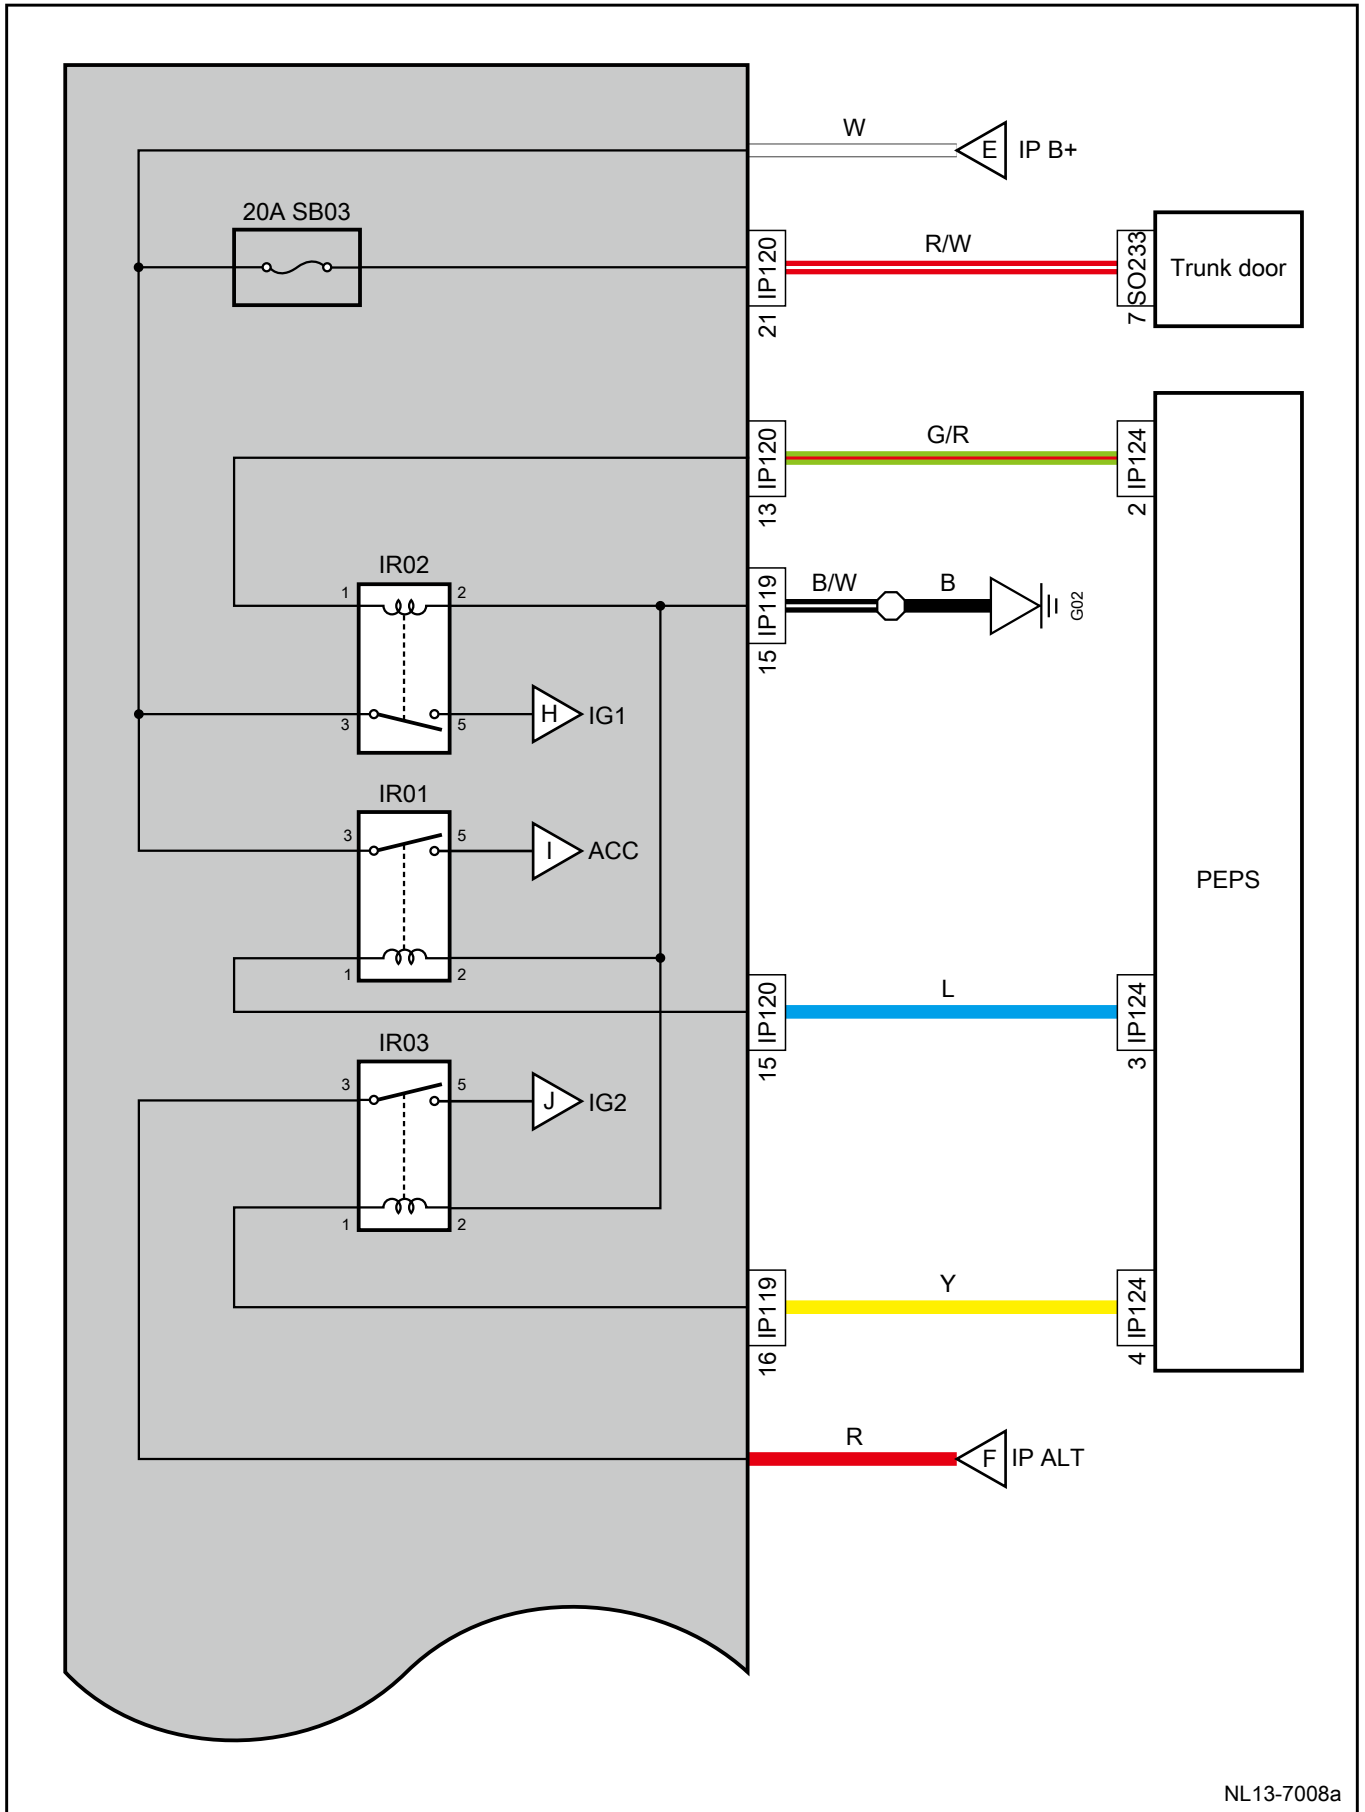 W
E IP B+
20A SB03
IP120
21
R/W
SO233
7
Trunk door
IP120
13
G/R
IP124
2
IR02
1 2
3 5
H IG1
IP119
15
B/W
B
G02
IR01
3 5
I ACC
1 2
PEPS
IP120
15
L
IP124
3
IR03
3 5
J IG2
1 2
IP119
16
Y
IP124
4
R
F IP ALT
NL13-7008a